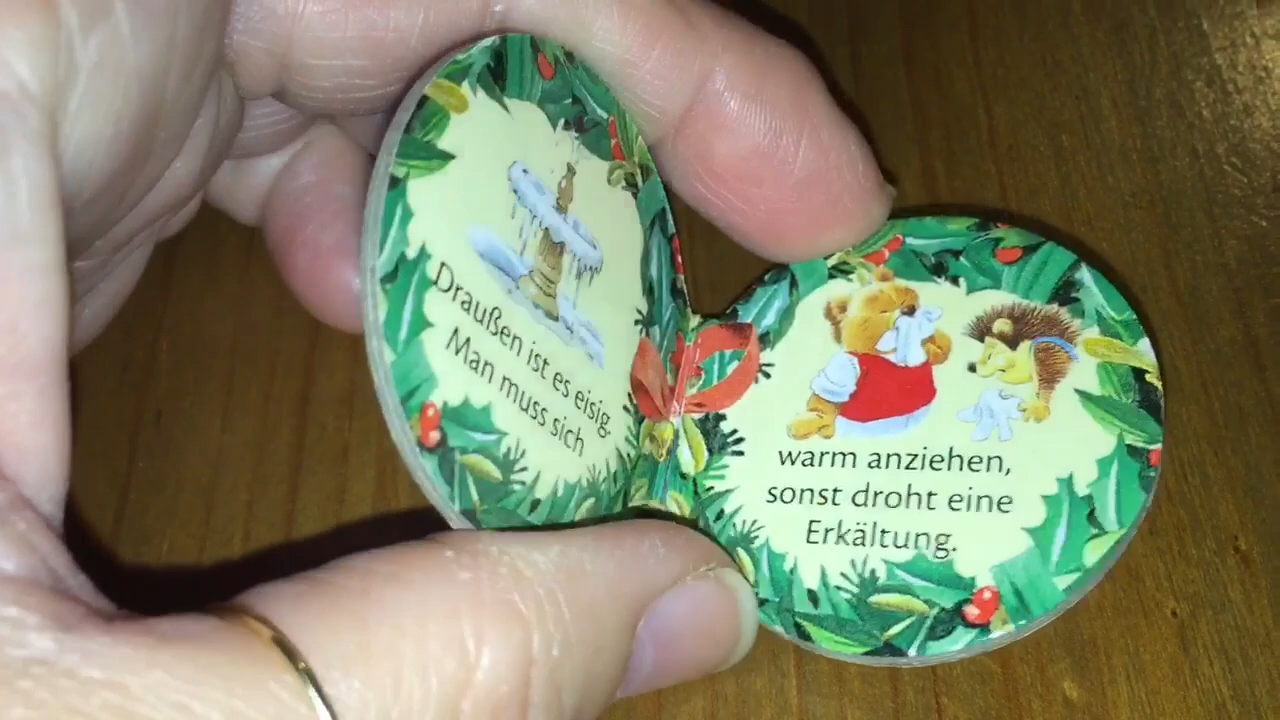 Draußen ist es eisig.
Man muss sich
warm anziehen,
sonst droht eine
Erkältung.